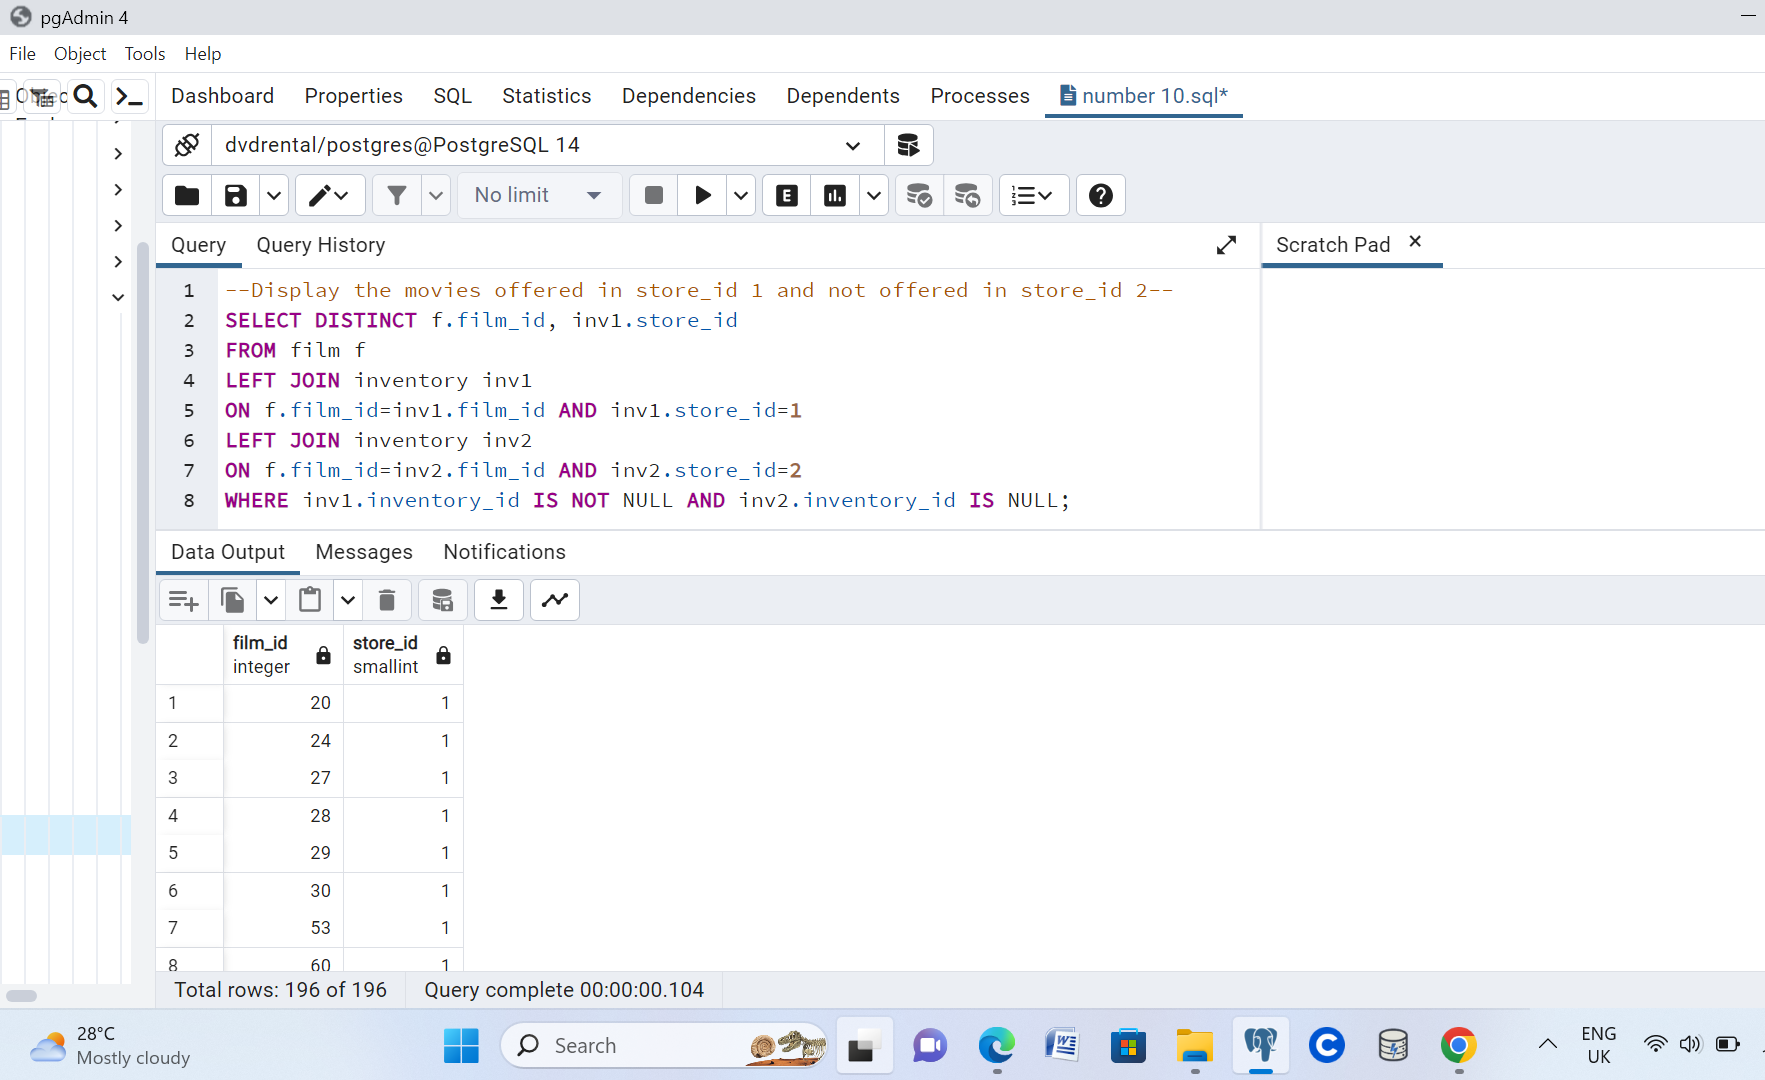 pgAdmin 4
File Object Tools Help
Dashboard Properties SQL Statistics Dependencies Dependents Processes number 10.sql*
dvdrental/postgres@PostgreSQL 14
No limit
Query Query History
Scratch Pad
1 --Display the movies offered in store_id 1 and not offered in store_id 2--
2 SELECT DISTINCT f.film_id, inv1.store_id
3 FROM film f
4 LEFT JOIN inventory inv1
5 ON f.film_id=inv1.film_id AND inv1.store_id=1
6 LEFT JOIN inventory inv2
7 ON f.film_id=inv2.film_id AND inv2.store_id=2
8 WHERE inv1.inventory_id IS NOT NULL AND inv2.inventory_id IS NULL;
Data Output Messages Notifications
film_id store_id
integer smallint
1 20 1
2 24 1
3 27 1
4 28 1
5 29 1
6 30 1
7 53 1
8 60 1
Total rows: 196 of 196 Query complete 00:00:00.104
28°C
Mostly cloudy
Search
ENG
UK